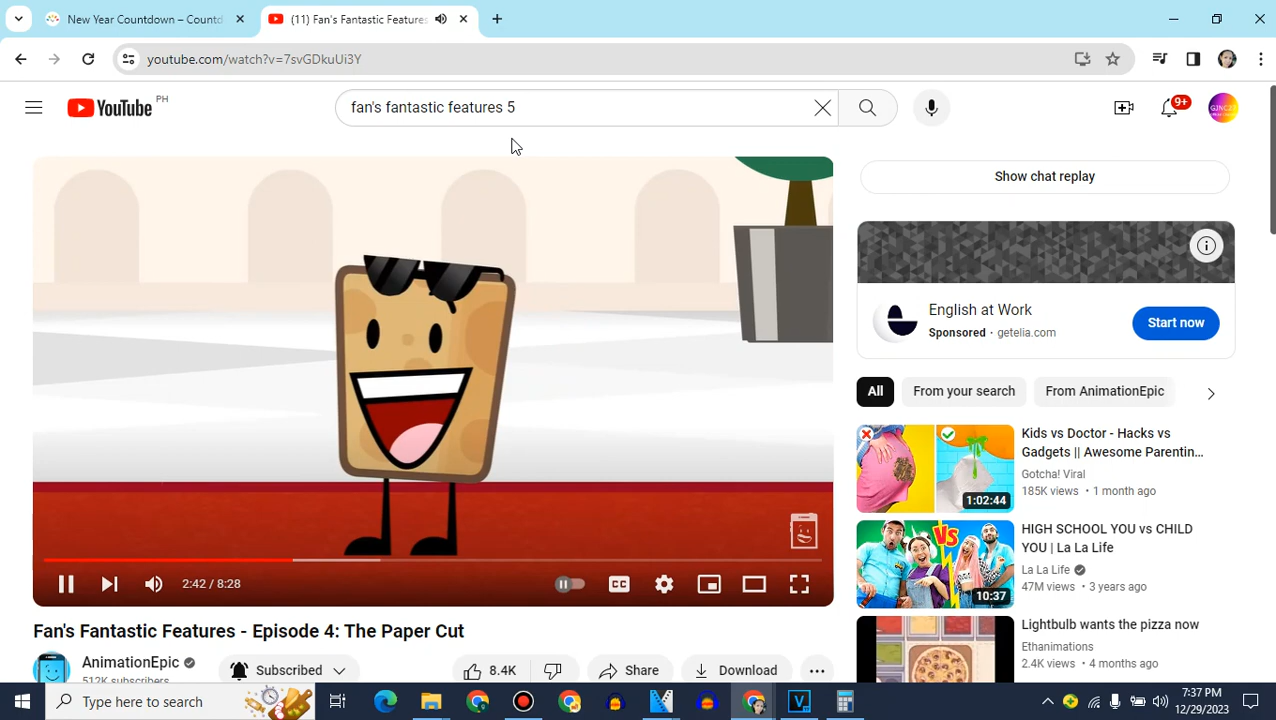 New Year Countdown – Countd
(11) Fan's Fantastic Features
youtube.com/watch?v=7svGDkuUi3Y
YouTube PH
fan's fantastic features 5
9+
GJNC23
Show chat replay
English at Work
Sponsored · getelia.com
Start now
All
From your search
From AnimationEpic
Kids vs Doctor - Hacks vs
Gadgets || Awesome Parentin...
Gotcha! Viral
185K views • 1 month ago
1:02:44
VS
HIGH SCHOOL YOU vs CHILD
YOU | La La Life
La La Life
47M views • 3 years ago
10:37
Lightbulb wants the pizza now
Ethanimations
2.4K views • 4 months ago
2:42 / 8:28
CC
Fan's Fantastic Features - Episode 4: The Paper Cut
AnimationEpic
512K subscribers
Subscribed
8.4K
Share
Download
Type here to search
7:37 PM
12/29/2023